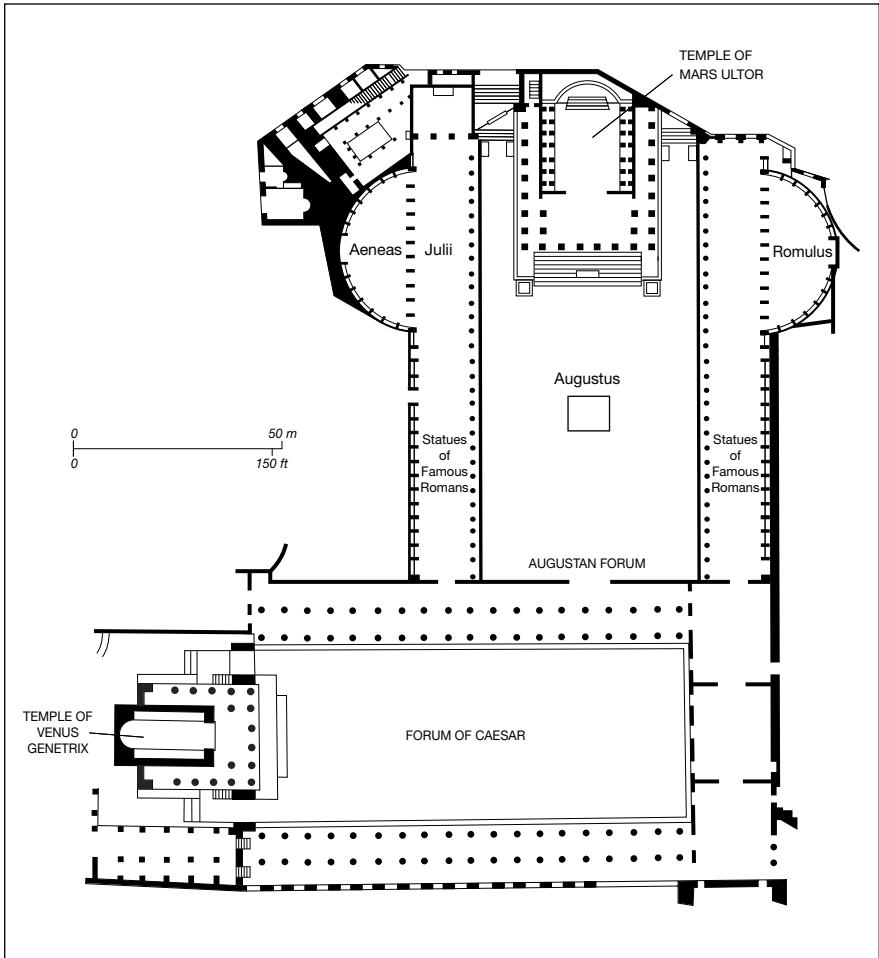 TEMPLE OF
MARS ULTOR
Aeneas
Julii
Romulus
Augustus
0
50 m
0
150 ft
Statues
of
Famous
Romans
Statues
of
Famous
Romans
AUGUSTAN FORUM
TEMPLE OF
VENUS
GENETRIX
FORUM OF CAESAR